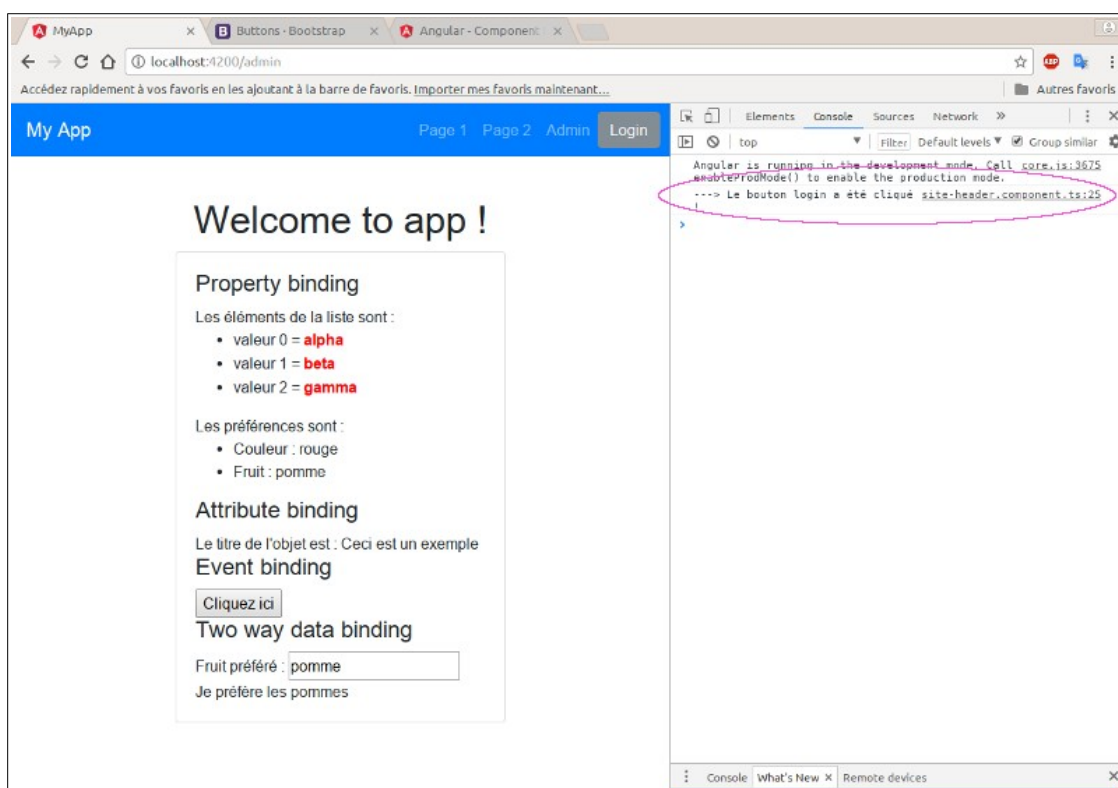 MyApp
Buttons · Bootstrap
Angular - Component
localhost:4200/admin
ABP
Accédez rapidement à vos favoris en les ajoutant à la barre de favoris. Importer mes favoris maintenant...
Autres favoris
My App
Page 1 Page 2 Admin Login
Elements Console Sources Network
top Filter Default levels Group similar
Angular is running in the development mode. Call core.js:3675
enableProdMode() to enable the production mode.
---> Le bouton login a été cliqué site-header.component.ts:25
!
Welcome to app !
Property binding
Les éléments de la liste sont :
valeur 0 = alpha
valeur 1 = beta
valeur 2 = gamma
Les préférences sont :
Couleur : rouge
Fruit : pomme
Attribute binding
Le titre de l'objet est : Ceci est un exemple
Event binding
Cliquez ici
Two way data binding
Fruit préféré : pomme
Je préfère les pommes
Console What's New Remote devices